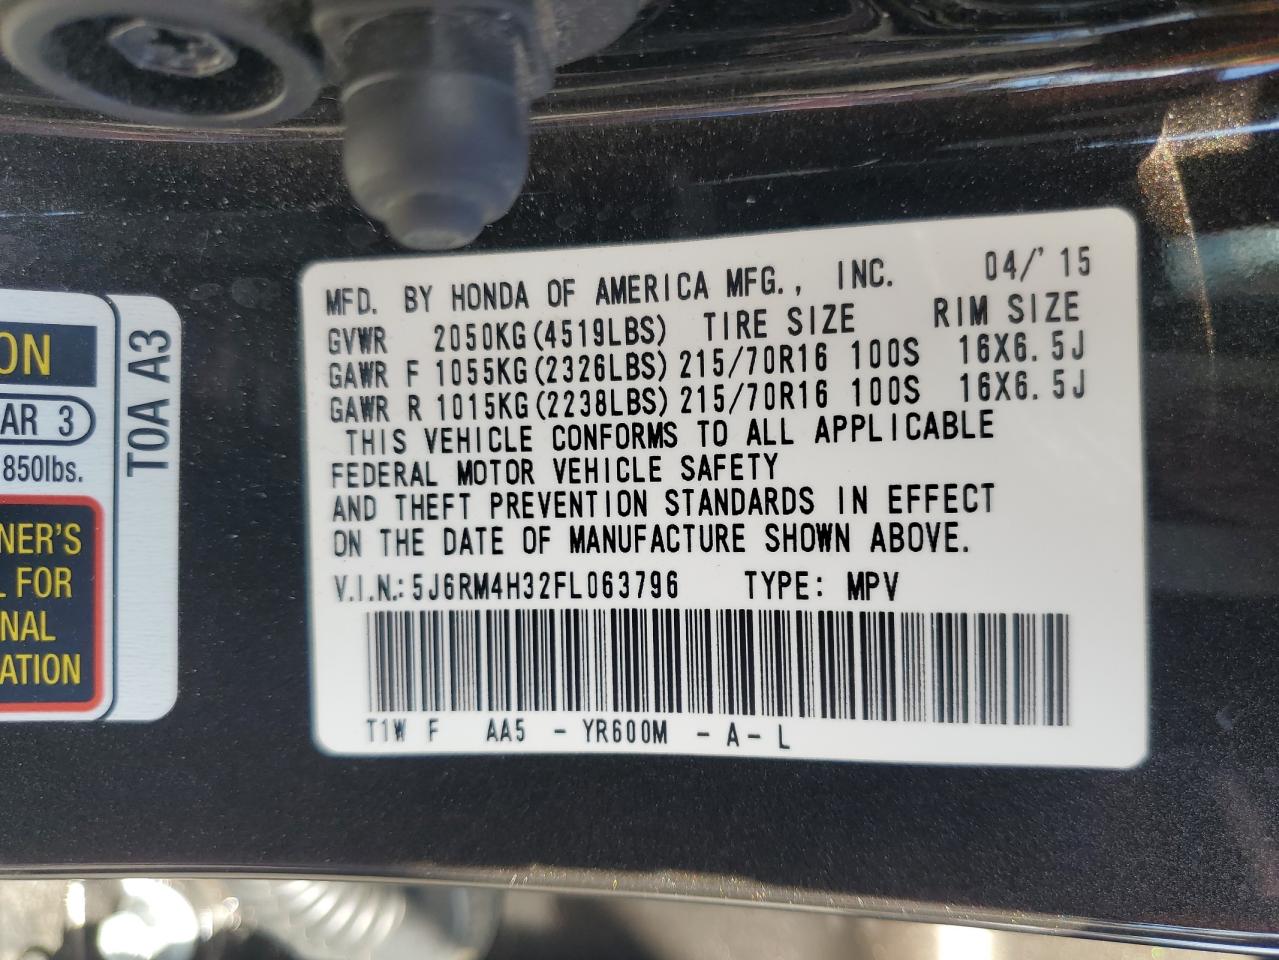 MFD. BY HONDA OF AMERICA MFG., INC. 04/'15
GVWR 2050KG(4519LBS) TIRE SIZE RIM SIZE
GAWR F 1055KG(2326LBS) 215/70R16 100S 16X6.5J
GAWR R 1015KG(2238LBS) 215/70R16 100S 16X6.5J
THIS VEHICLE CONFORMS TO ALL APPLICABLE
FEDERAL MOTOR VEHICLE SAFETY
AND THEFT PREVENTION STANDARDS IN EFFECT
ON THE DATE OF MANUFACTURE SHOWN ABOVE.
V.I.N.: 5J6RM4H32FL063796 TYPE: MPV
T1W F AA5 - YR600M - A - L
ON
AR 3
850lbs.
NER'S
L FOR
NAL
ATION
T0A A3